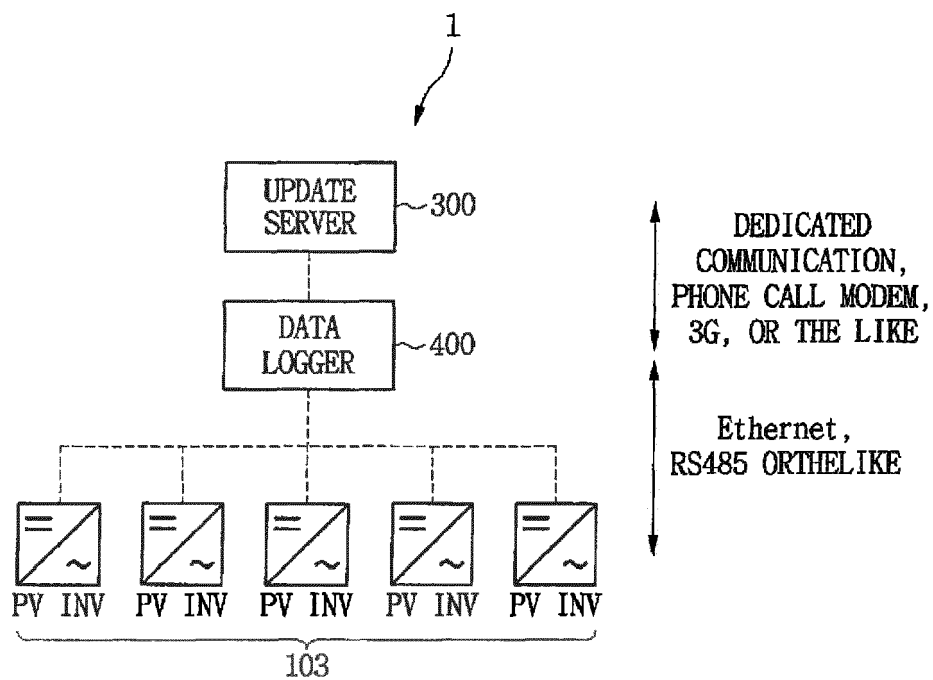 1
UPDATE
SERVER
300
DEDICATED
COMMUNICATION,
PHONE CALL MODEM,
3G, OR THE LIKE
DATA
LOGGER
400
Ethernet,
RS485 ORTHELIKE
PV INV PV INV PV INV PV INV PV INV
103